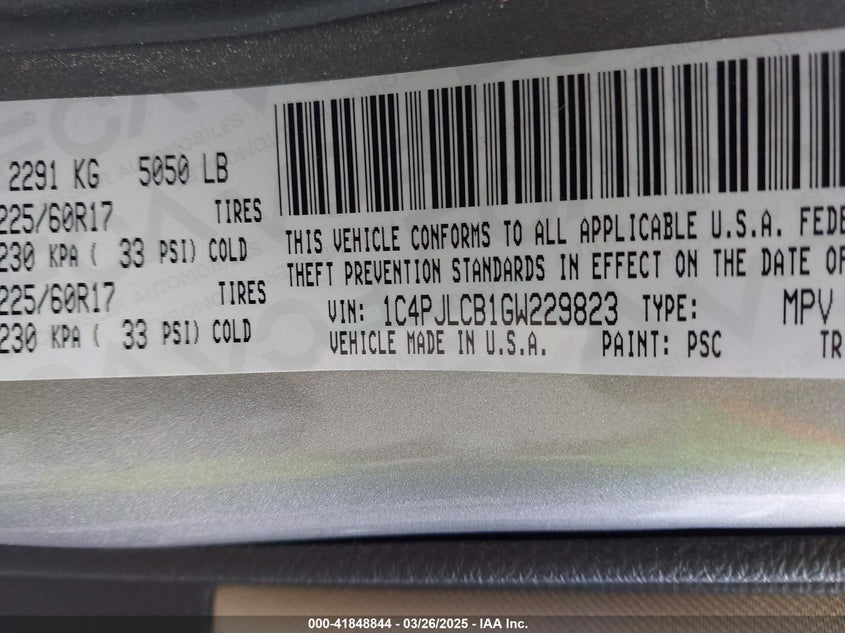 2291 KG 5050 LB
225/60R17 TIRES
230 KPA ( 33 PSI) COLD
225/60R17 TIRES
230 KPA ( 33 PSI) COLD
THIS VEHICLE CONFORMS TO ALL APPLICABLE U.S.A. FEDE
THEFT PREVENTION STANDARDS IN EFFECT ON THE DATE OF
VIN: 1C4PJLCB1GW229823 TYPE: MPV
VEHICLE MADE IN U.S.A. PAINT: PSC TR
000-41848844 - 03/26/2025 - IAA Inc.